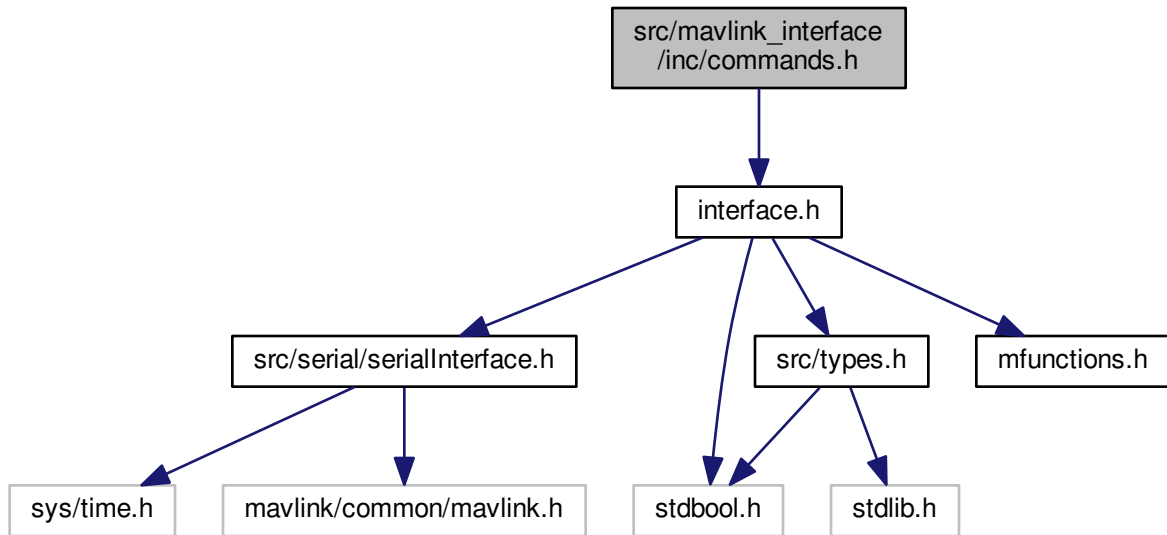 src/mavlink_interface
/inc/commands.h
interface.h
src/serial/serialInterface.h
src/types.h
mfunctions.h
sys/time.h
mavlink/common/mavlink.h
stdbool.h
stdlib.h